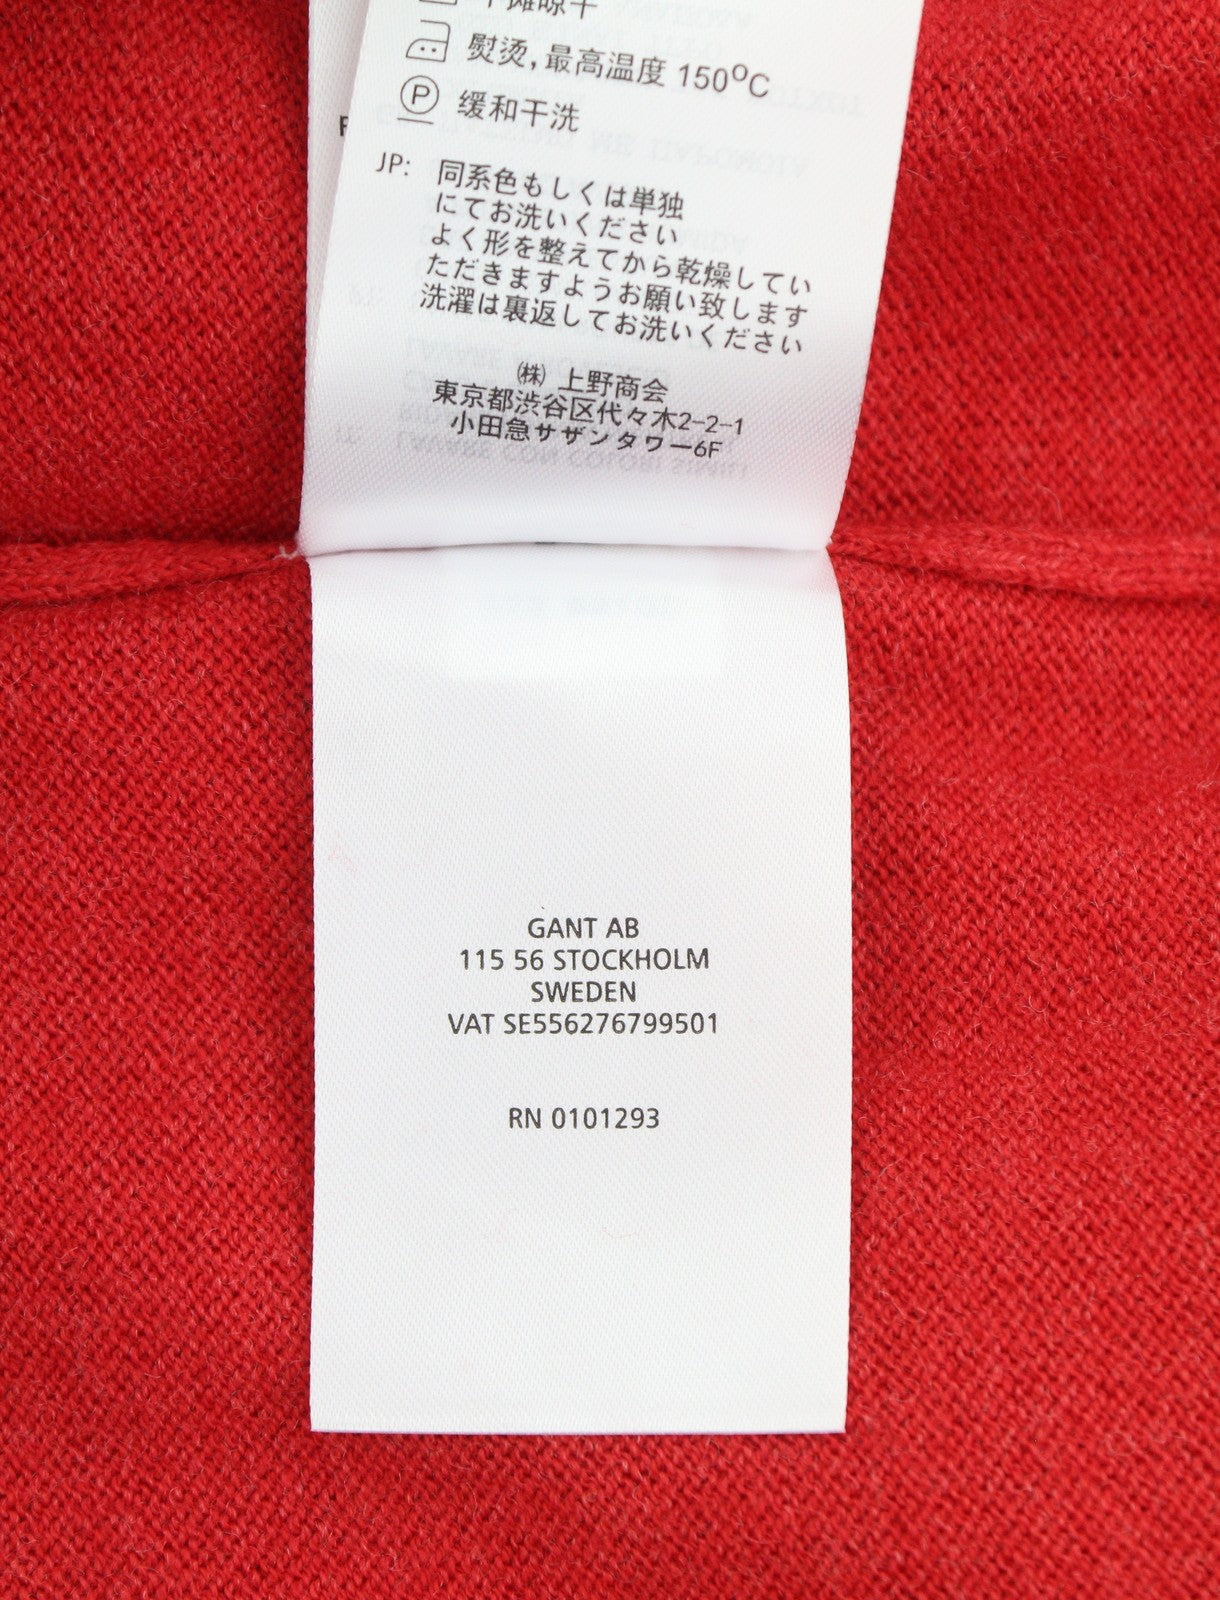 平摊晾干
熨烫,最高温度 150°C
缓和干洗
JP: 同系色もしくは単独
にてお洗いください
よく形を整えてから乾燥してい
ただきますようお願い致します
洗濯は裏返してお洗いください
㈱ 上野商会
東京都渋谷区代々木2-2-1
小田急サザンタワー6F
GANT AB
115 56 STOCKHOLM
SWEDEN
VAT SE556276799501
RN 0101293